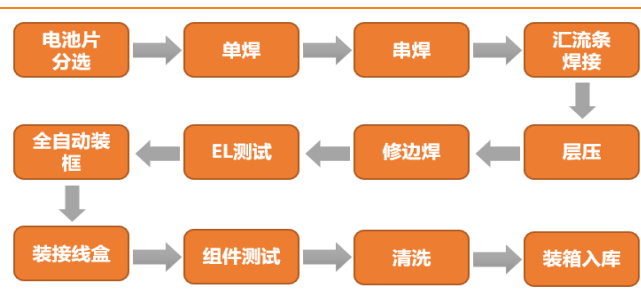 电池片
分选
单焊
串焊
汇流条
焊接
层压
修边焊
EL测试
全自动装
框
装接线盒
组件测试
清洗
装箱入库